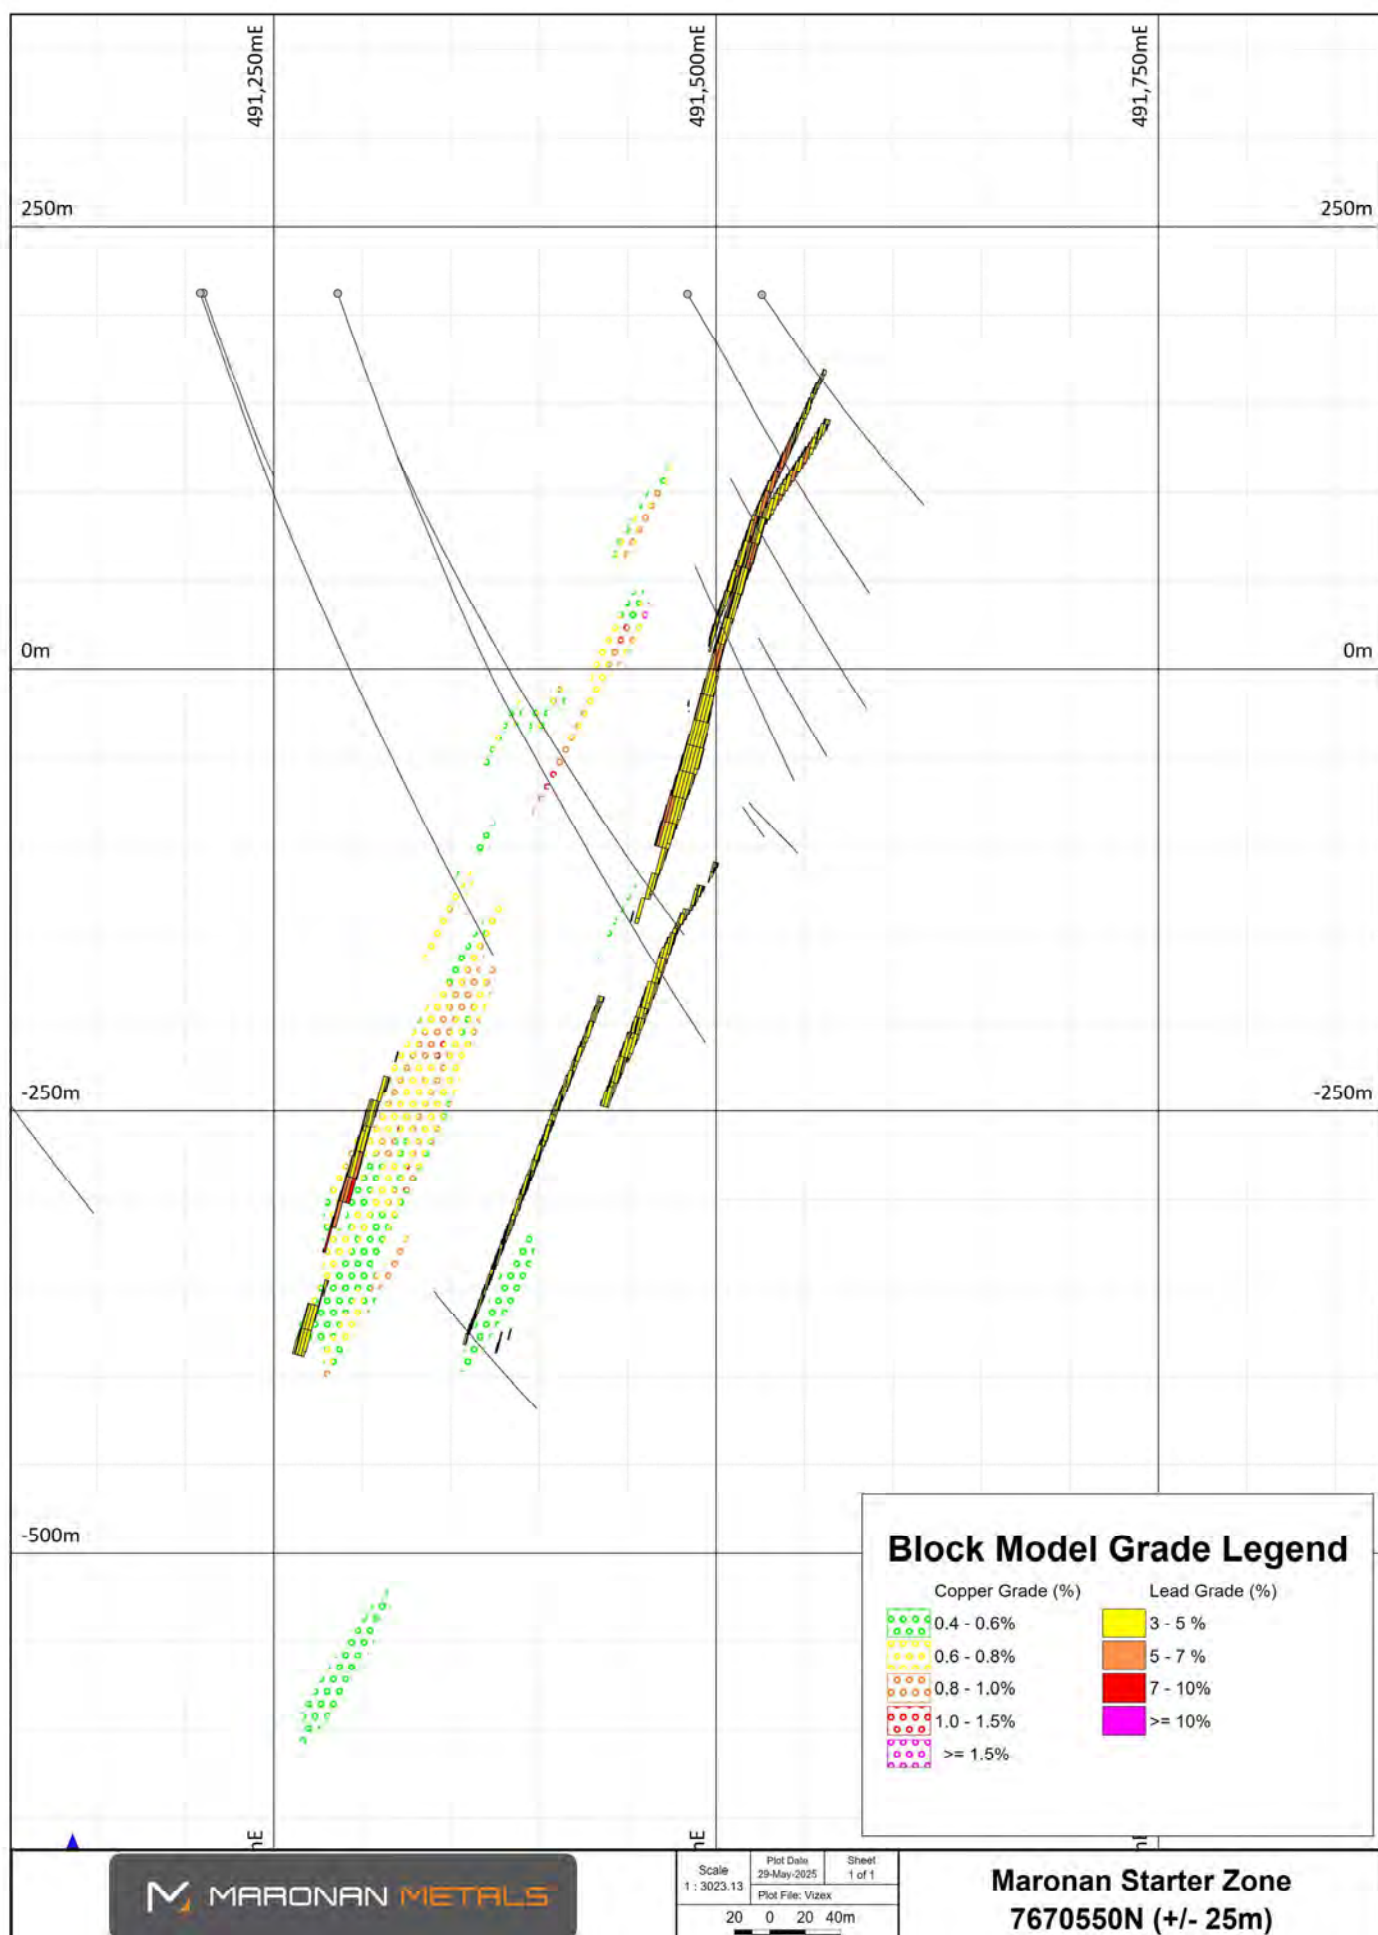 491,250mE
491,500mE
491,750mE
250m
250m
0m
0m
-250m
-250m
-500m
Block Model Grade Legend
Copper Grade (%)
Lead Grade (%)
0.4 - 0.6%
3 - 5 %
0.6 - 0.8%
5 - 7 %
0.8 - 1.0%
7 - 10%
1.0 - 1.5%
>= 10%
>= 1.5%
mE
MARONAN METALS
Scale
1 : 3023.13
Plot Date
29-May-2025
Sheet
1 of 1
Plot File: Vizex
20 0 20 40m
Maronan Starter Zone
7670550N (+/- 25m)